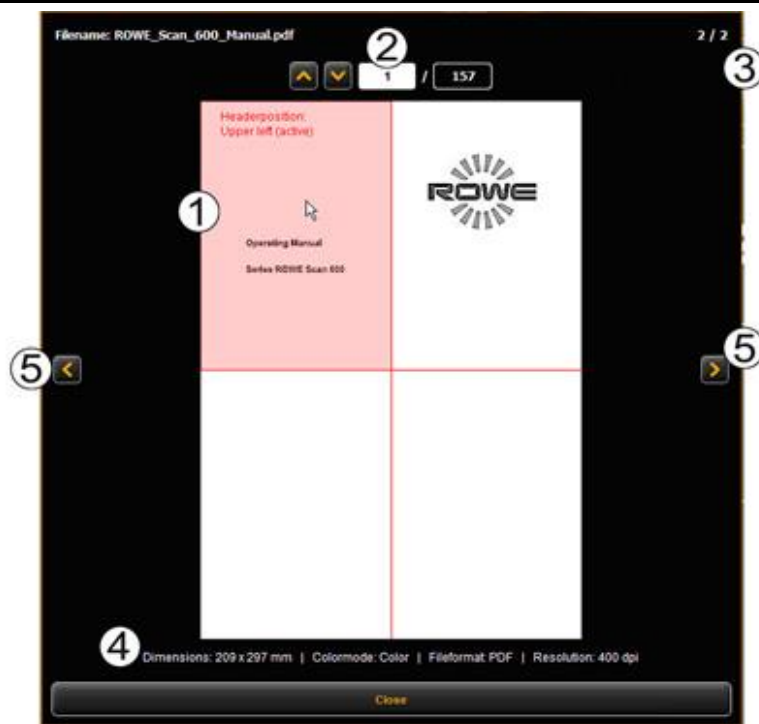 Filename: ROWE_Scan_600_Manual.pdf
2 / 2
2
3
1 / 157
Headerposition:
Upper left (active)
ROWE
1
Operating Manual
Series ROWE Scan 600
5
5
4
Dimensions: 209 x 297 mm | Colormode: Color | Fileformat: PDF | Resolution: 400 dpi
Close